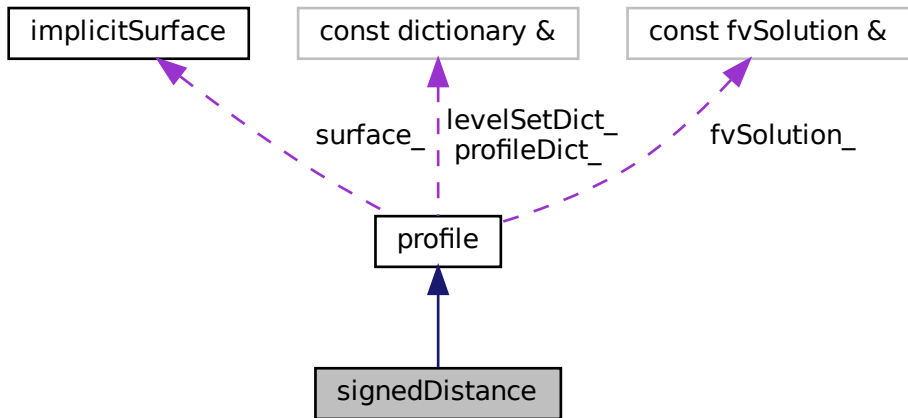 implicitSurface
const dictionary &
const fvSolution &
surface_
levelSetDict_
profileDict_
fvSolution_
profile
signedDistance